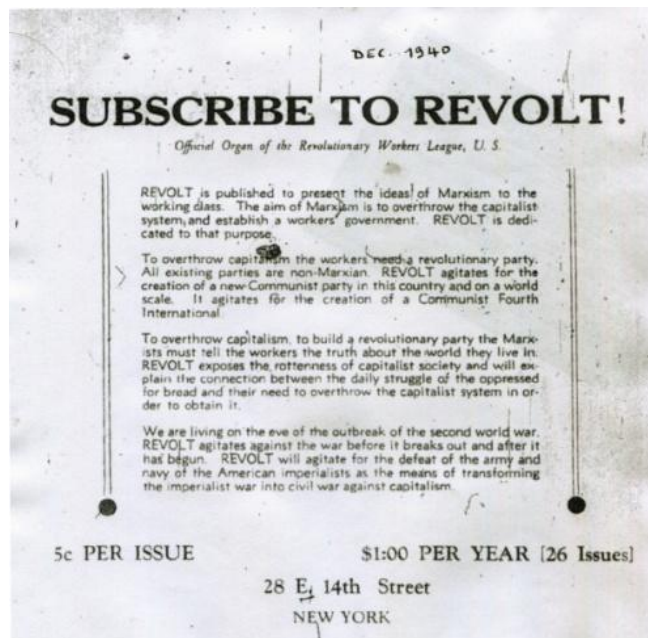 DEC. 1940
SUBSCRIBE TO REVOLT!
Official Organ of the Revolutionary Workers League, U. S.
REVOLT is published to present the ideas of Marxism to the
working class. The aim of Marxism is to overthrow the capitalist
system and establish a workers' government. REVOLT is dedi-
cated to that purpose.
To overthrow capitalism the workers need a revolutionary party.
All existing parties are non-Marxian. REVOLT agitates for the
creation of a new Communist party in this country and on a world
scale. It agitates for the creation of a Communist Fourth
International
To overthrow capitalism, to build a revolutionary party the Marx-
ists must tell the workers the truth about the world they live in.
REVOLT exposes the rottenness of capitalist society and will ex-
plain the connection between the daily struggle of the oppressed
for bread and their need to overthrow the capitalist system in or-
der to obtain it.
We are living on the eve of the outbreak of the second world war.
REVOLT agitates against the war before it breaks out and after it
has begun. REVOLT will agitate for the defeat of the army and
navy of the American imperialists as the means of transforming
the imperialist war into civil war against capitalism.
5c PER ISSUE
$1:00 PER YEAR [26 Issues]
28 E. 14th Street
NEW YORK